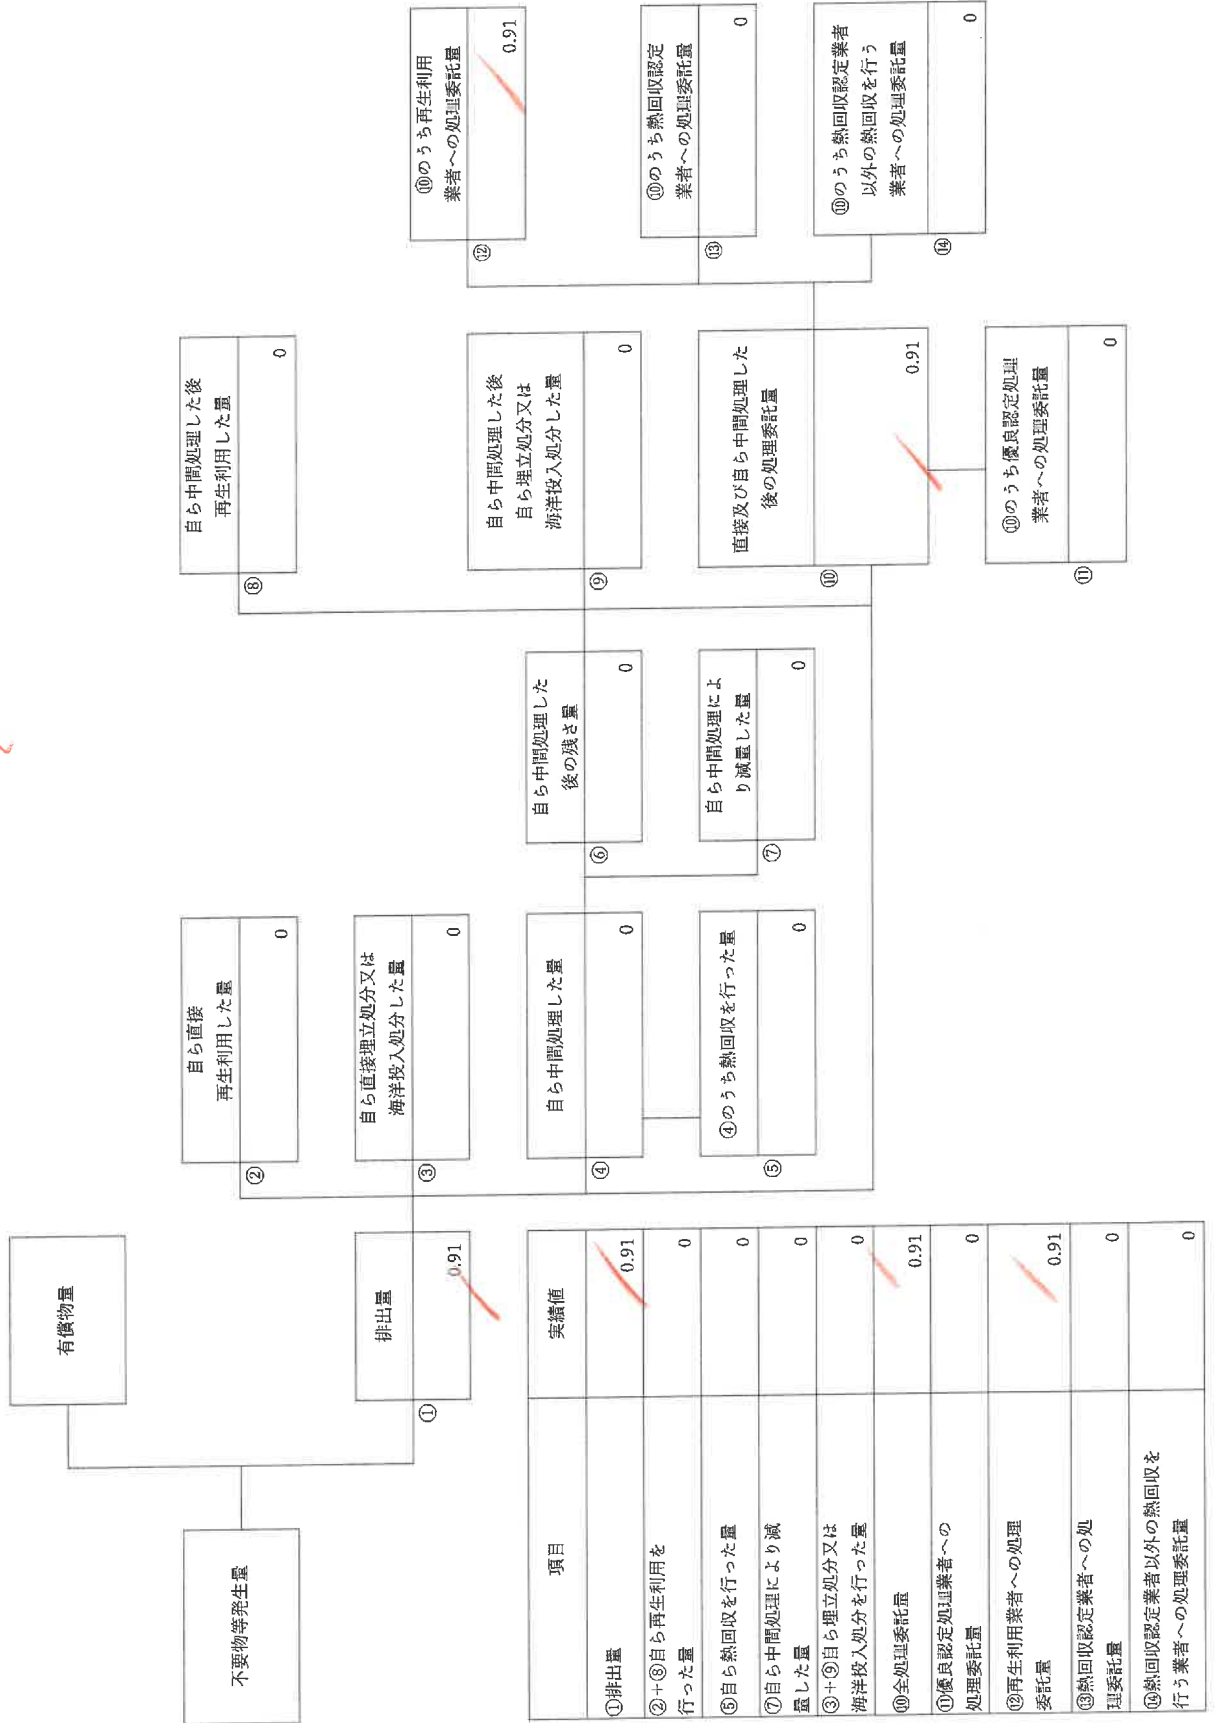 不要物等発生量
有償物量
排出量
①
0.91
自ら直接
再生利用した量
②
0
自ら直接埋立処分又は
海洋投入処分した量
③
0
自ら中間処理した量
④
0
④のうち熱回収を行った量
⑤
0
自ら中間処理した
後の残さ量
⑥
0
自ら中間処理によ
り減量した量
⑦
0
自ら中間処理した後
再生利用した量
⑧
0
自ら中間処理した後
自ら埋立処分又は
海洋投入処分した量
⑨
0
直接及び自ら中間処理した
後の処理委託量
⑩
0.91
⑩のうち優良認定処理
業者への処理委託量
⑪
0
⑩のうち再生利用
業者への処理委託量
⑫
0.91
⑩のうち熱回収認定
業者への処理委託量
⑬
0
⑩のうち熱回収認定業者
以外の熱回収を行う
業者への処理委託量
⑭
0
項目 実績値
①排出量 0.91
②+⑧自ら再生利用を
行った量 0
⑤自ら熱回収を行った量 0
⑦自ら中間処理により減
量した量 0
③+⑨自ら埋立処分又は
海洋投入処分を行った量 0
⑩全処理委託量 0.91
⑪優良認定処理業者への
処理委託量 0
⑫再生利用業者への処理
委託量 0.91
⑬熱回収認定業者への処
理委託量 0
⑭熱回収認定業者以外の熱回収を
行う業者への処理委託量 0